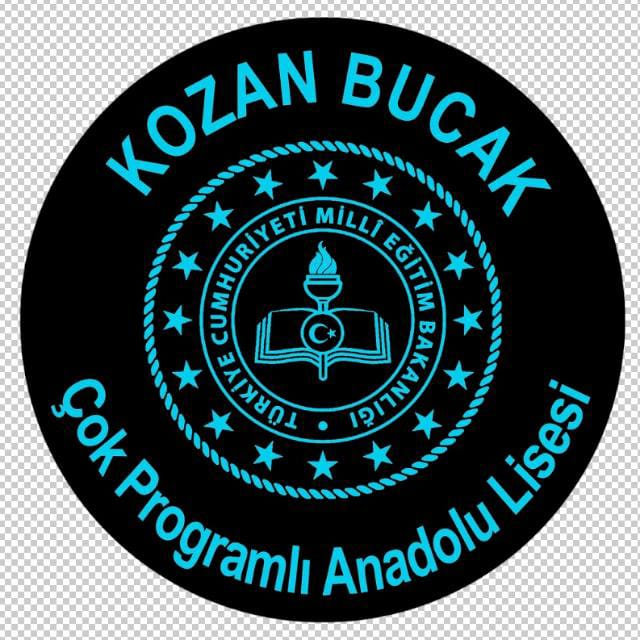 KOZAN BUCAK
TÜRKİYE CUMHURİYETİ MİLLÎ EĞİTİM BAKANLIĞI
Çok Programlı Anadolu Lisesi